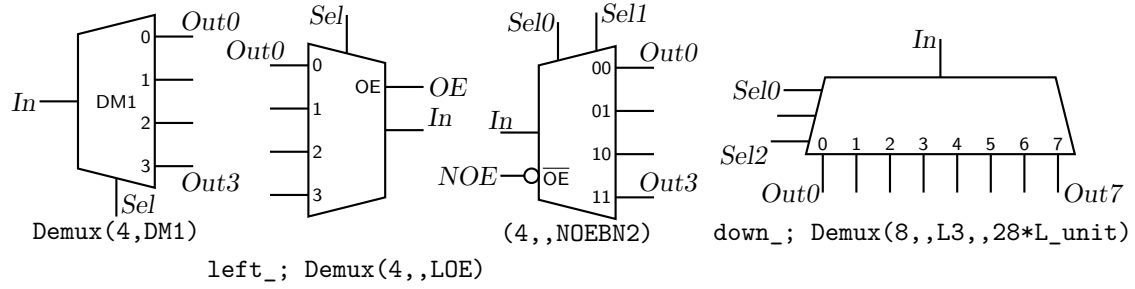 Out0
0
1
In
DM1
2
3
Out3
Sel
Demux(4,DM1)
Sel
Out0
0
OE
OE
1
In
2
3
left_; Demux(4,,LOE)
Sel0
Sel1
00
Out0
01
In
10
NOE
OE
11
Out3
(4,,NOEBN2)
In
Sel0
Sel2
0 1 2 3 4 5 6 7
Out0
Out7
down_; Demux(8,,L3,,28*L_unit)